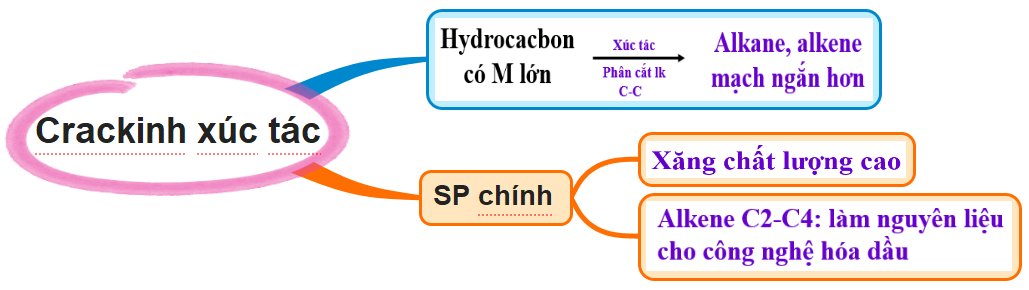 Crackinh xúc tác
Hydrocacbon
có M lớn
Xúc tác
Phân cắt lk
C-C
Alkane, alkene
mạch ngắn hơn
SP chính
Xăng chất lượng cao
Alkene C2-C4: làm nguyên liệu
cho công nghệ hóa dầu